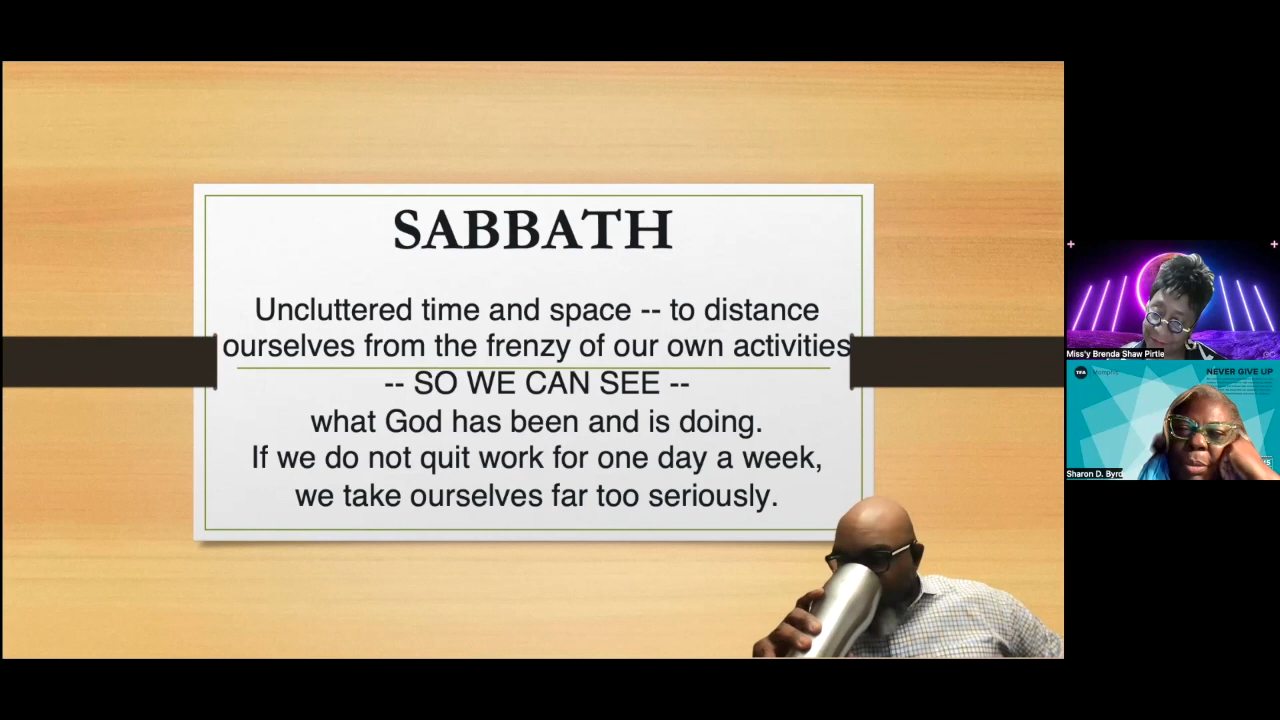 SABBATH
Uncluttered time and space -- to distance
ourselves from the frenzy of our own activities
-- SO WE CAN SEE --
what God has been and is doing.
If we do not quit work for one day a week,
we take ourselves far too seriously.
Miss'y Brenda Shaw Pirtle
TFA Memphis
NEVER GIVE UP
Sharon D. Byrd